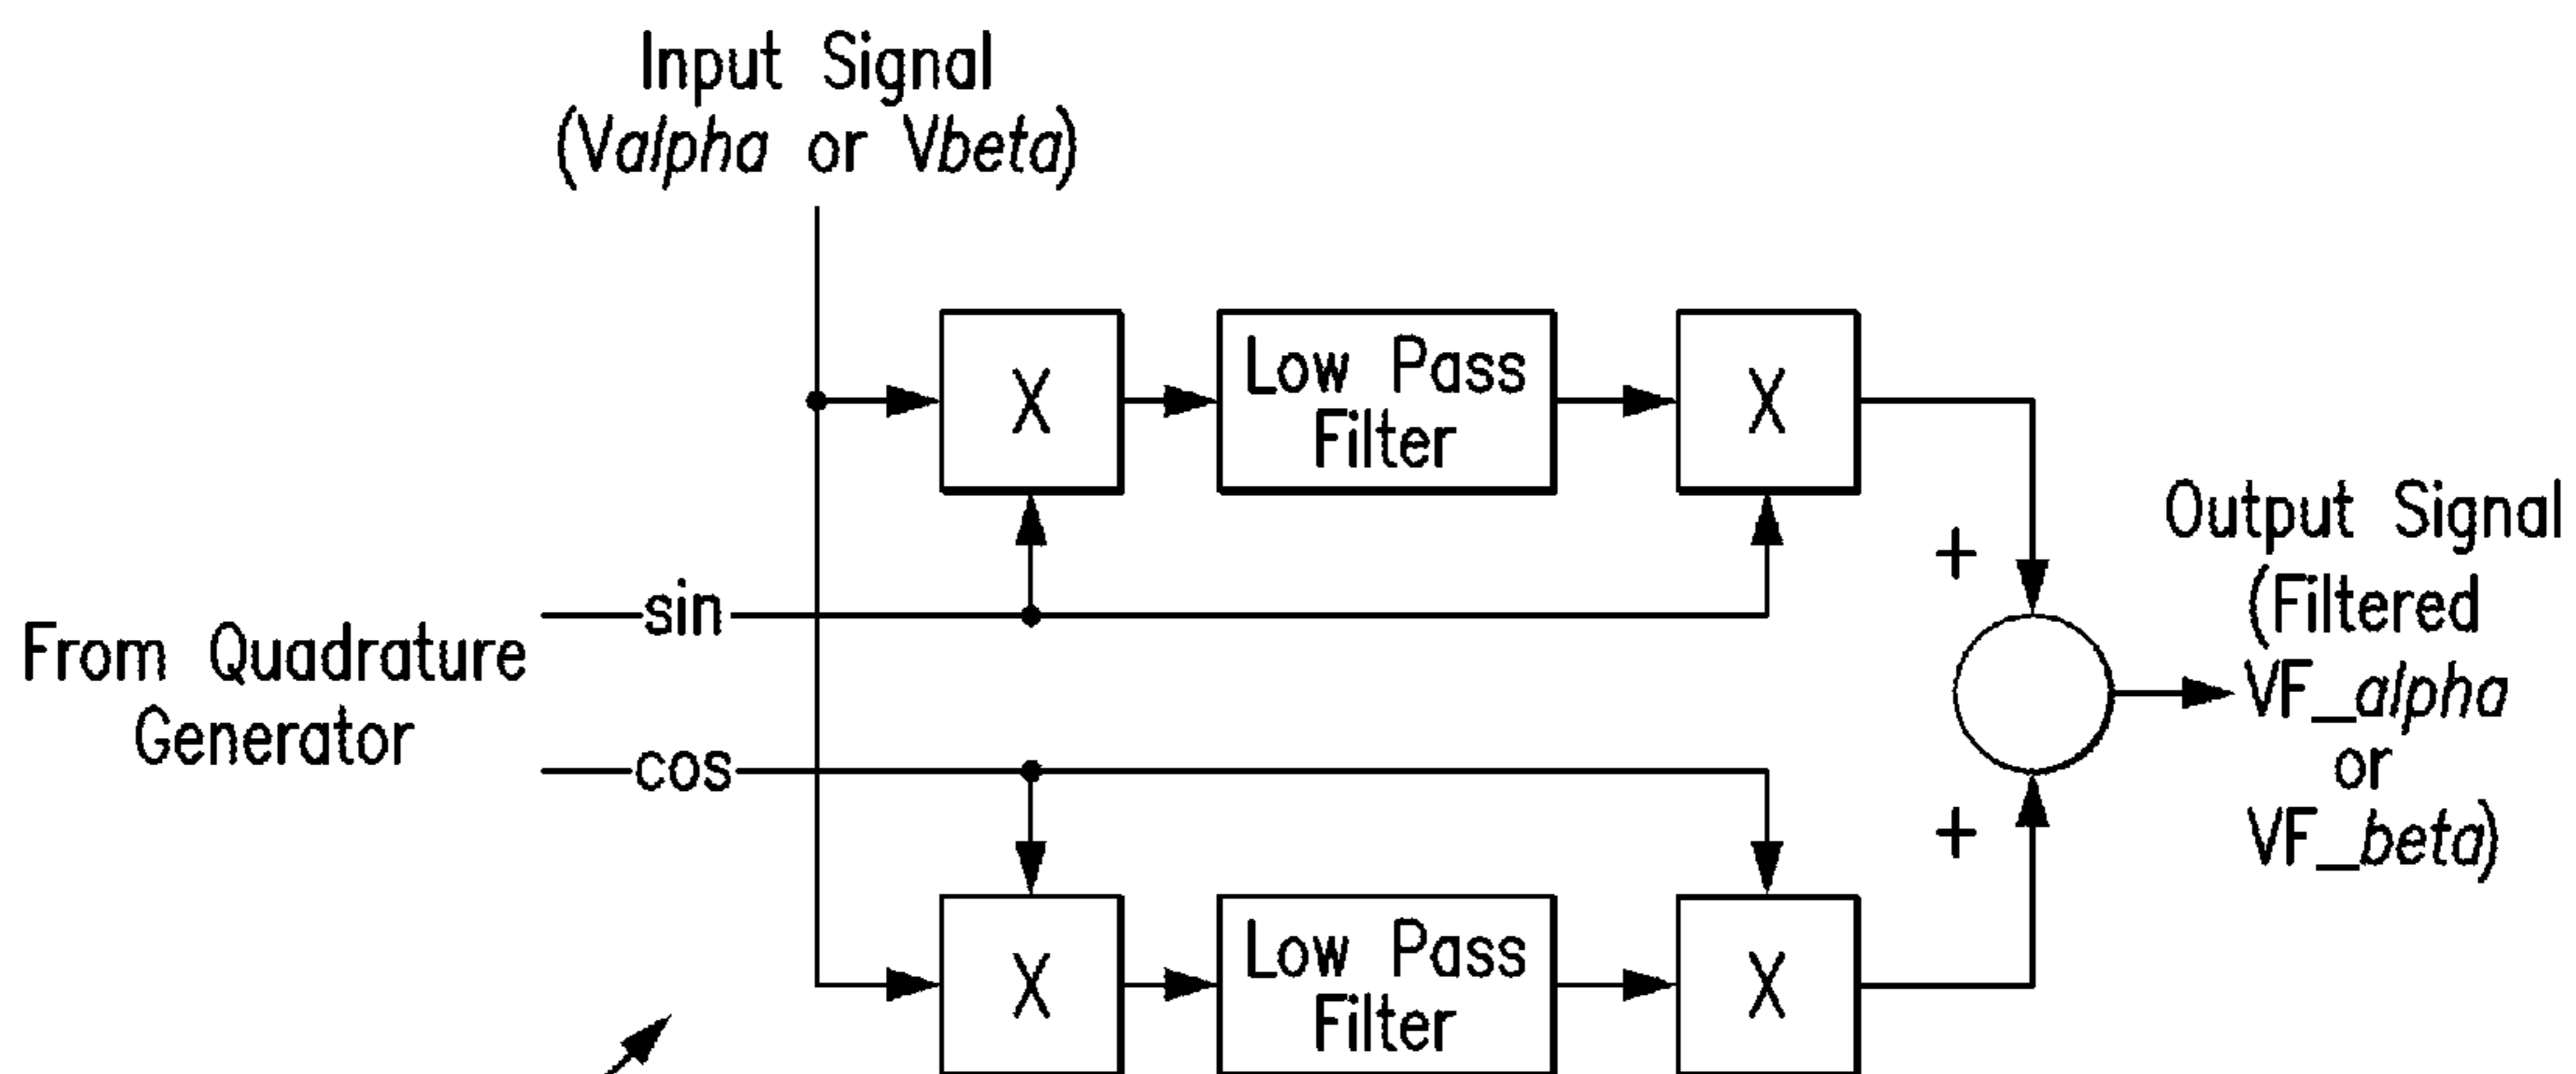 Input Signal
(Valpha or Vbeta)
X
Low Pass
Filter
X
sin
From Quadrature
Generator
cos
+
+
Output Signal
(Filtered
VF_alpha
or
VF_beta)
X
Low Pass
Filter
X